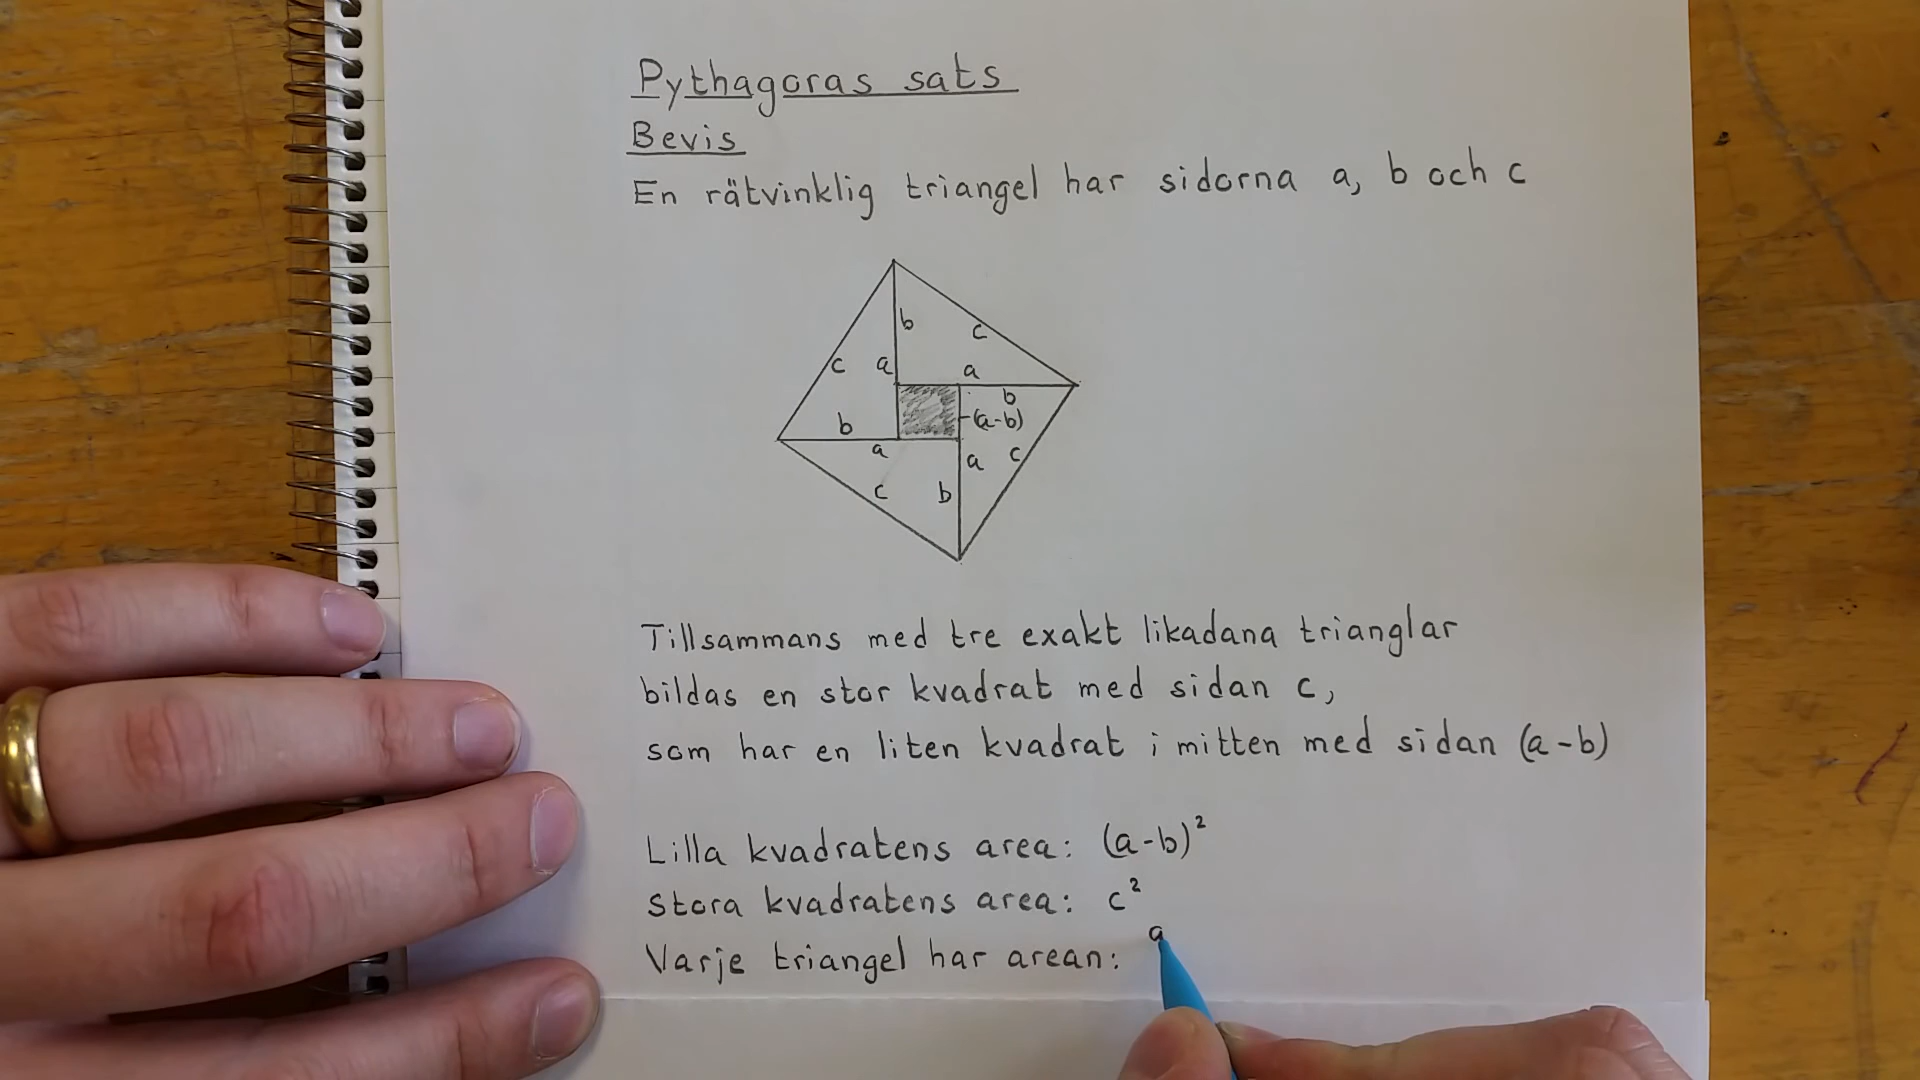 Pythagoras sats
Bevis
En rätvinklig triangel har sidorna a, b och c
b
c
c
a
a
b
b
(a-b)
a
a
c
c
b
Tillsammans med tre exakt likadana trianglar
bildas en stor kvadrat med sidan c,
som har en liten kvadrat i mitten med sidan (a-b)
Lilla kvadratens area: (a-b)²
Stora kvadratens area: c²
Varje triangel har arean: a